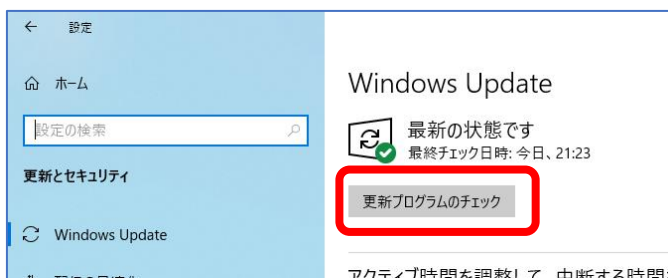 設定
ホーム
設定の検索
更新とセキュリティ
Windows Update
Windows Update
最新の状態です
最終チェック日時: 今日、21:23
更新プログラムのチェック
アクティブ時間を調整して、中断する時間